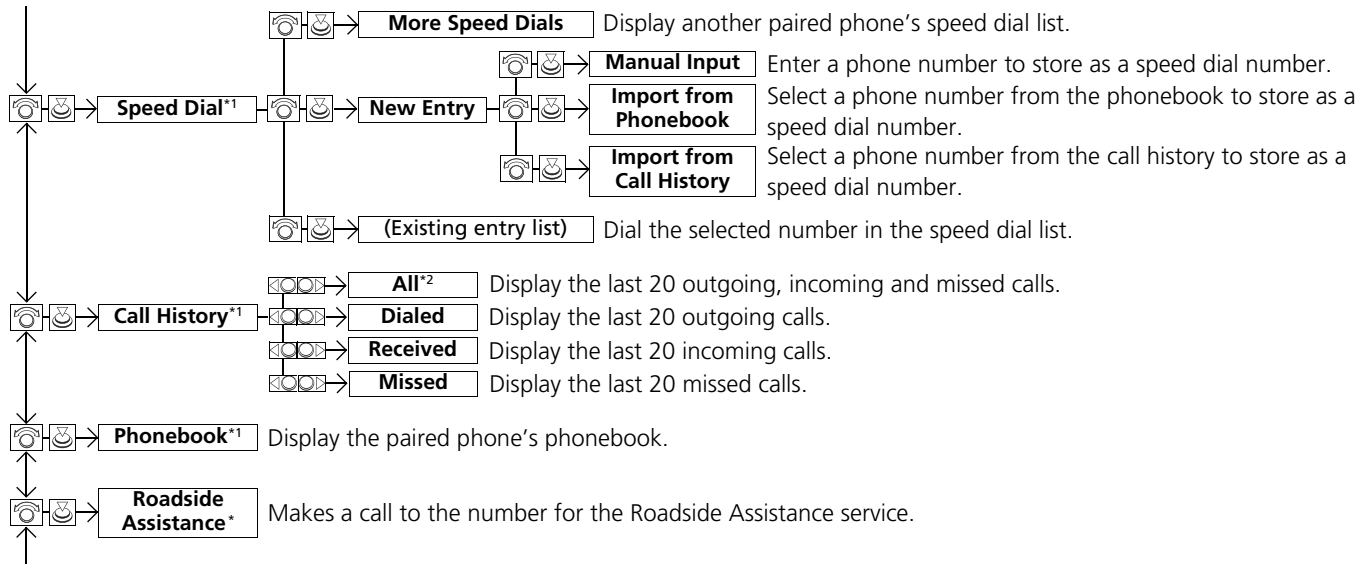 More Speed Dials Display another paired phone's speed dial list.
Manual Input Enter a phone number to store as a speed dial number.
Speed Dial*1 New Entry Import from Phonebook Select a phone number from the phonebook to store as a
speed dial number.
Import from Call History Select a phone number from the call history to store as a
speed dial number.
(Existing entry list) Dial the selected number in the speed dial list.
All*2 Display the last 20 outgoing, incoming and missed calls.
Call History*1 Dialed Display the last 20 outgoing calls.
Received Display the last 20 incoming calls.
Missed Display the last 20 missed calls.
Phonebook*1 Display the paired phone's phonebook.
Roadside
Assistance* Makes a call to the number for the Roadside Assistance service.